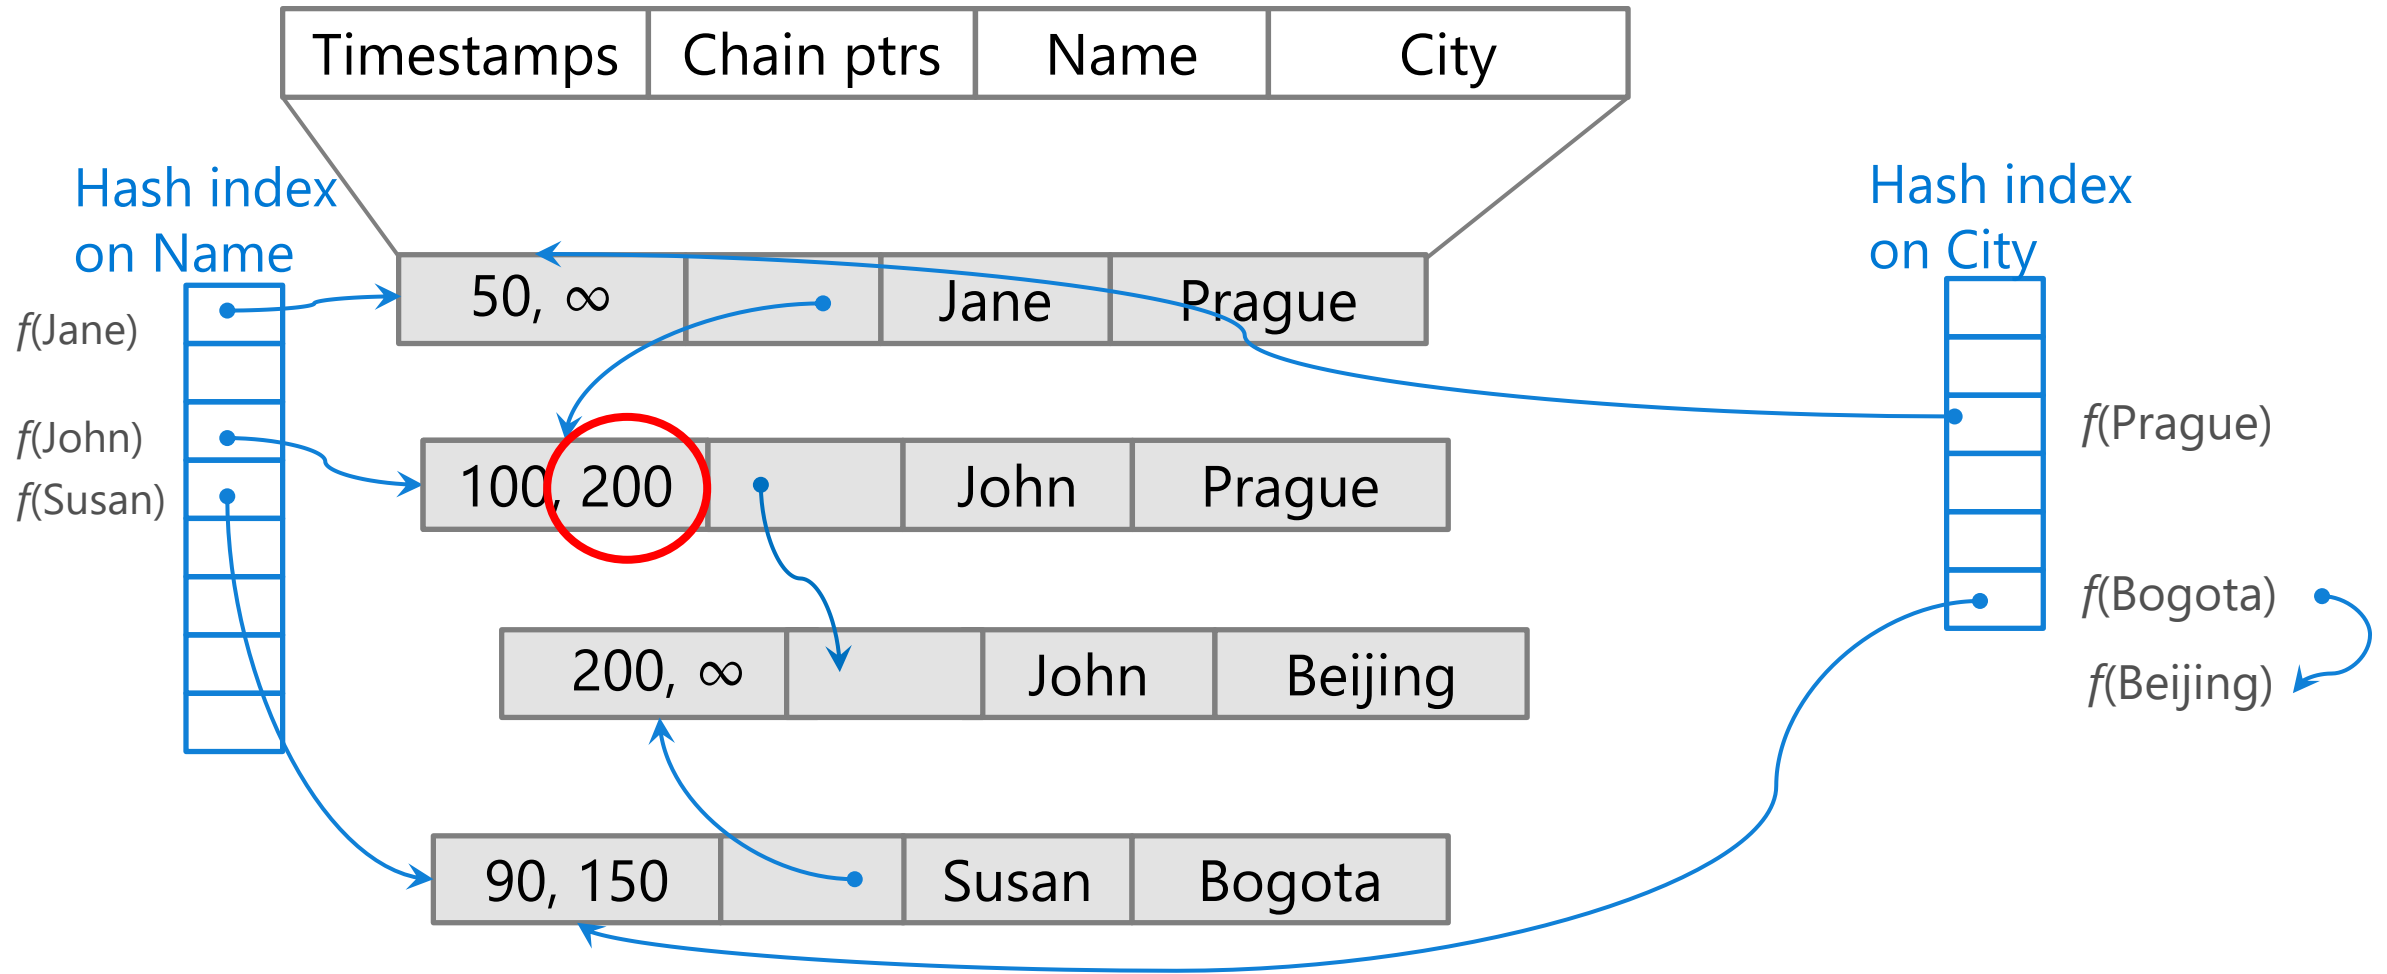 Timestamps Chain ptrs Name City
Hash index
on Name
Hash index
on City
50, ∞ Jane Prague
f(Jane)
f(John)
f(Susan)
f(Prague)
100, 200 John Prague
f(Bogota)
200, ∞ John Beijing
f(Beijing)
90, 150 Susan Bogota